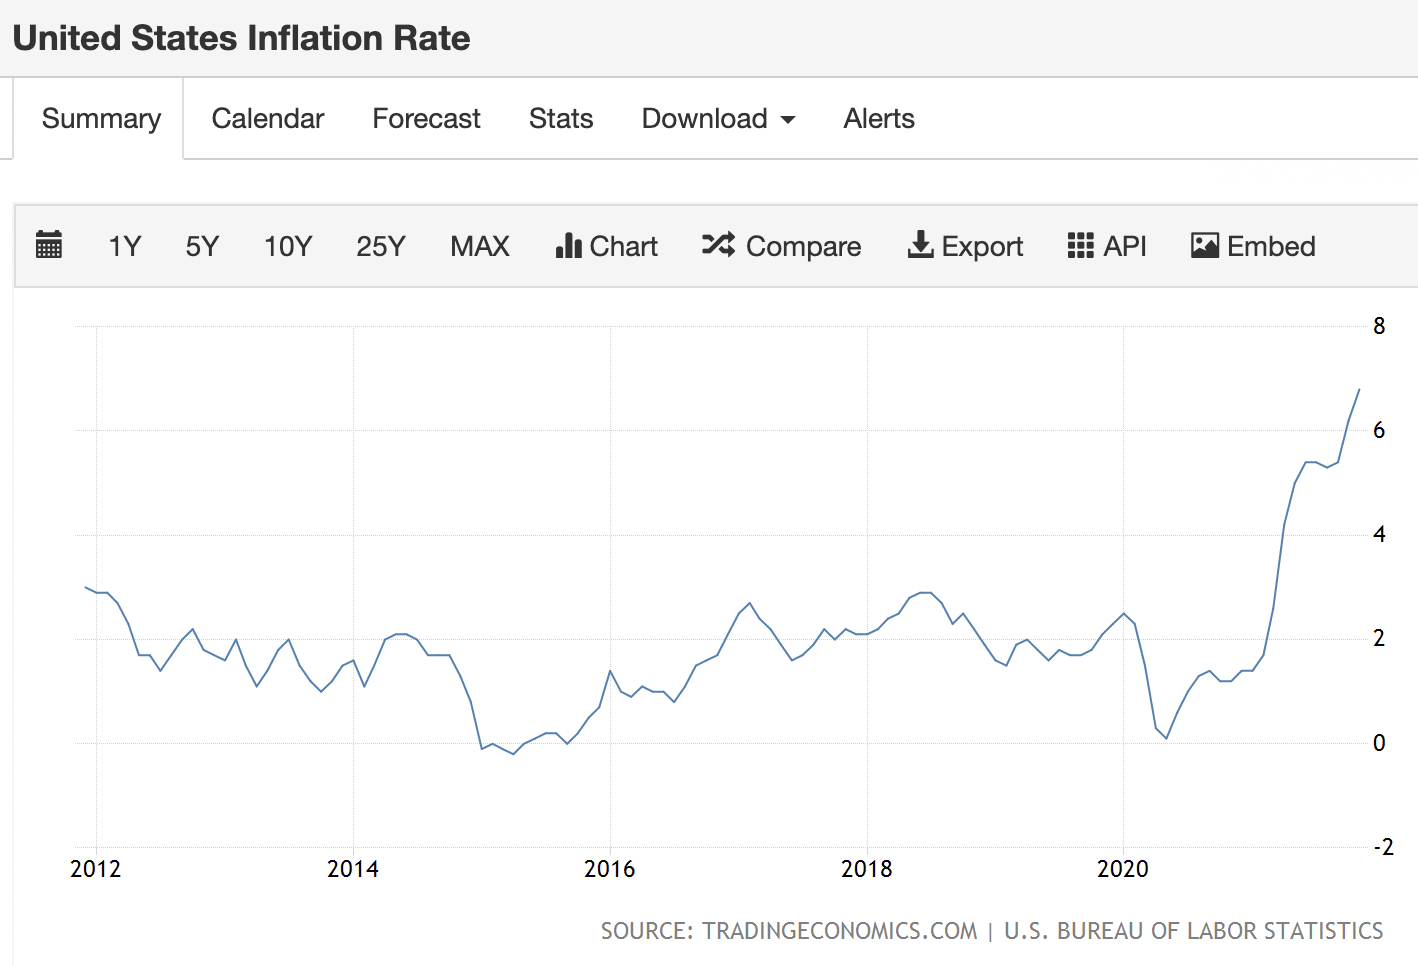 United States Inflation Rate
Summary Calendar Forecast Stats Download Alerts
1Y 5Y 10Y 25Y MAX Chart Compare Export API Embed
8
6
4
2
0
-2
2012 2014 2016 2018 2020
SOURCE: TRADINGECONOMICS.COM | U.S. BUREAU OF LABOR STATISTICS